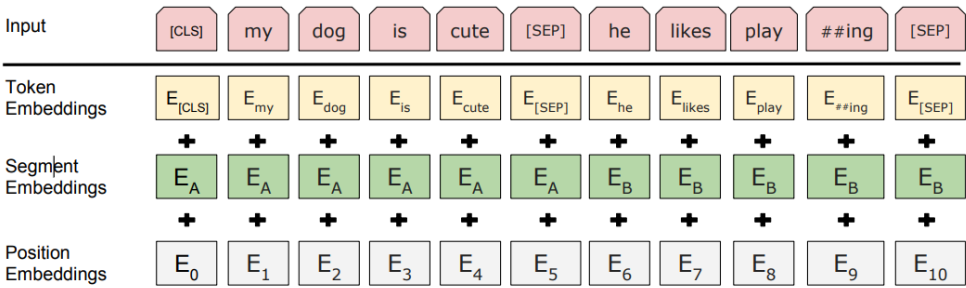 Input [CLS] my dog is cute [SEP] he likes play ##ing [SEP]
Token
Embeddings E[CLS] Emy Edog Eis Ecute E[SEP] Ehe Elikes Eplay E##ing E[SEP]
+ + + + + + + + + + +
Segment
Embeddings EA EA EA EA EA EA EB EB EB EB EB
+ + + + + + + + + + +
Position
Embeddings E0 E1 E2 E3 E4 E5 E6 E7 E8 E9 E10